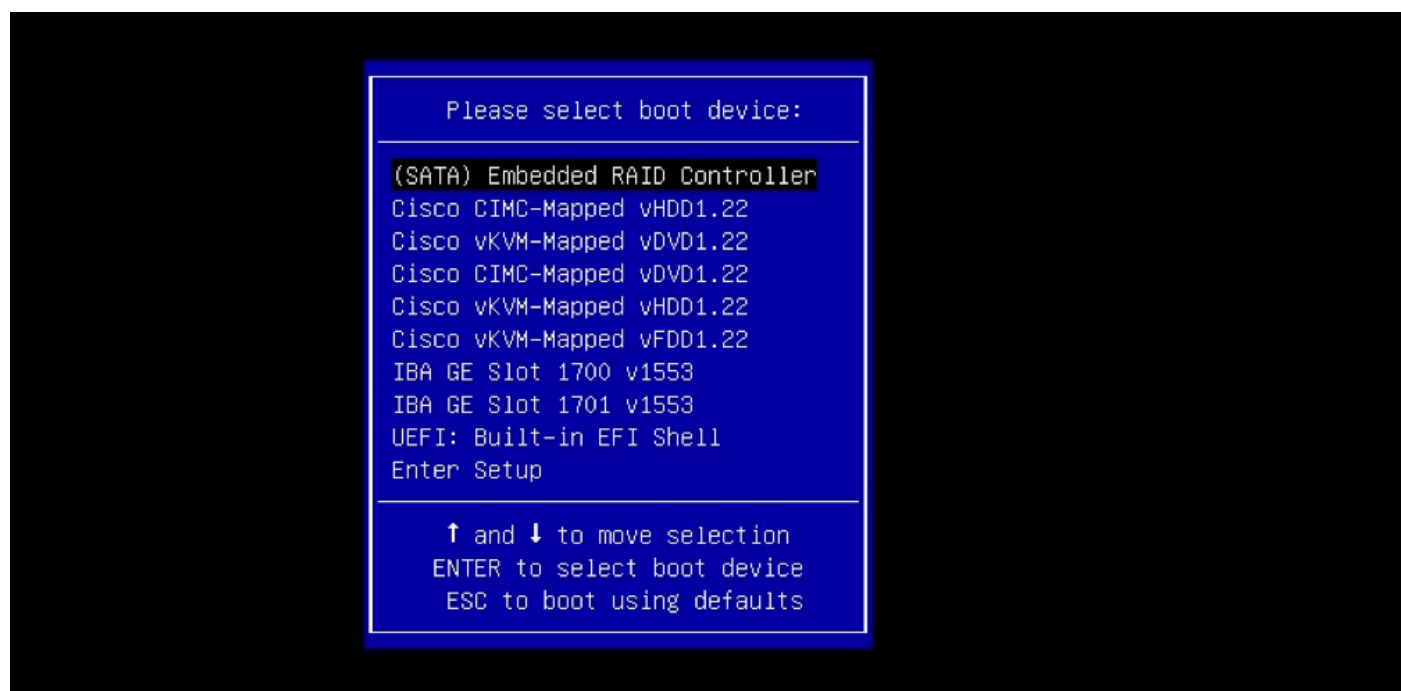 Please select boot device:
(SATA) Embedded RAID Controller
Cisco CIMC-Mapped vHDD1.22
Cisco vKVM-Mapped vDVD1.22
Cisco CIMC-Mapped vDVD1.22
Cisco vKVM-Mapped vHDD1.22
Cisco vKVM-Mapped vFDD1.22
IBA GE Slot 1700 v1553
IBA GE Slot 1701 v1553
UEFI: Built-in EFI Shell
Enter Setup
↑ and ↓ to move selection
ENTER to select boot device
ESC to boot using defaults